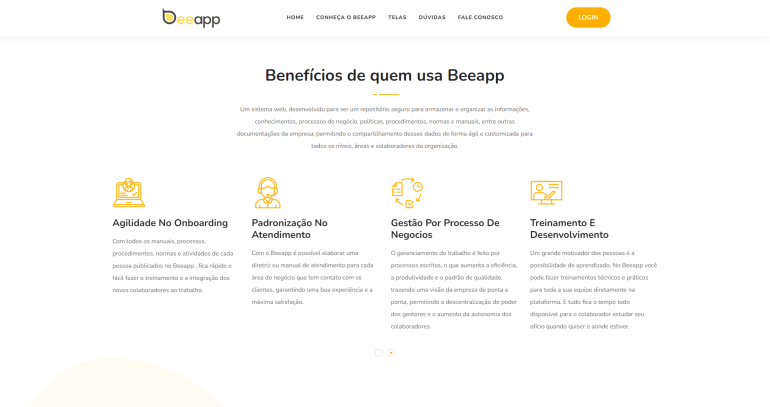 Beeapp
HOME
CONHEÇA O BEEAPP
TELAS
DÚVIDAS
FALE CONOSCO
LOGIN
Benefícios de quem usa Beeapp
Um sistema web, desenvolvido para ser um repositório seguro para armazenar e organizar as informações,
conhecimentos, processos de negócio, políticas, procedimentos, normas e manuais, entre outras
documentações da empresa, permitindo o compartilhamento desses dados de forma ágil e customizada para
todos os níveis, áreas e colaboradores da organização.
Agilidade No Onboarding
Com todos os manuais, processos,
procedimentos, normas e atividades de cada
pessoa publicados no Beeapp , fica rápido e
fácil fazer o treinamento e a integração dos
novos colaboradores ao trabalho.
Padronização No
Atendimento
Com o Beeapp é possível elaborar uma
diretriz ou manual de atendimento para cada
área do negócio que tem contato com os
clientes, garantindo uma boa experiência e a
máxima satisfação.
Gestão Por Processo De
Negocios
O gerenciamento do trabalho é feito por
processos escritos, o que aumenta a eficiência,
a produtividade e o padrão de qualidade,
trazendo uma visão da empresa de ponta a
ponta, permitindo a descentralização do poder
dos gestores e o aumento da autonomia dos
colaboradores.
Treinamento E
Desenvolvimento
Um grande motivador das pessoas é a
possibilidade de aprendizado. No Beeapp você
pode fazer treinamentos técnicos e práticos
para toda a sua equipe diretamente na
plataforma. E tudo fica o tempo todo
disponível para o colaborador estudar seu
ofício quando quiser e aonde estiver.